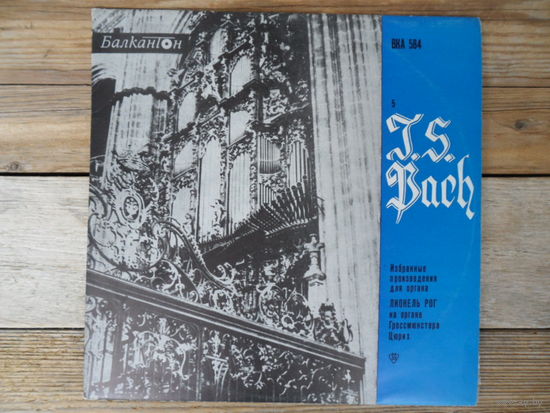 Балкантон
ВКА 584
5
J. S.
Bach
Избранные
произведения
для органа
ЛИОНЕЛЬ РОГ
на органе
Гроссмюнстера
Цюрих